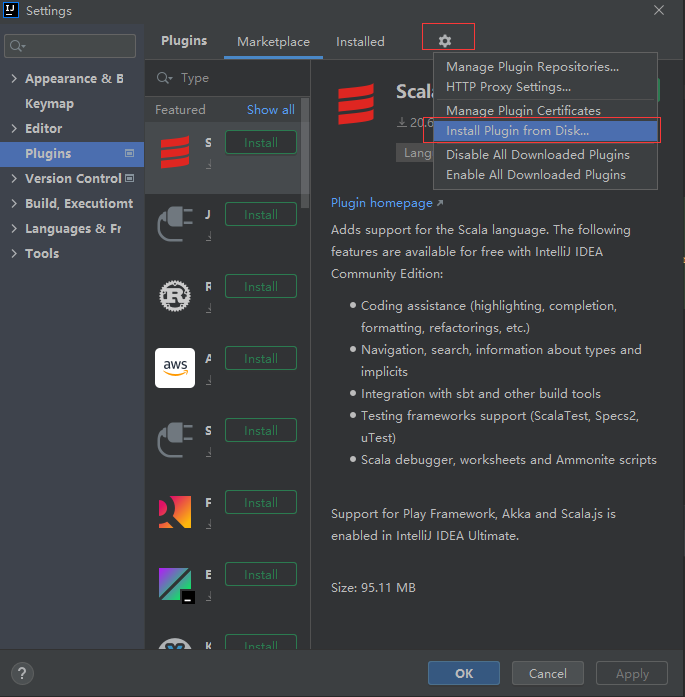 IJ
Settings
Plugins
Marketplace
Installed
Appearance & B
Keymap
Editor
Plugins
Version Control
Build, Executiomt
Languages & Fr
Tools
Type
Featured
Show all
S
Install
J
Install
R
Install
aws
A
Install
S
Install
F
Install
E
Install
K
Install
Manage Plugin Repositories...
HTTP Proxy Settings...
Manage Plugin Certificates
Install Plugin from Disk...
Disable All Downloaded Plugins
Enable All Downloaded Plugins
Scala
20.6
Lang
Plugin homepage ↗
Adds support for the Scala language. The following
features are available for free with IntelliJ IDEA
Community Edition:
• Coding assistance (highlighting, completion,
formatting, refactorings, etc.)
• Navigation, search, information about types and
implicits
• Integration with sbt and other build tools
• Testing frameworks support (ScalaTest, Specs2,
uTest)
• Scala debugger, worksheets and Ammonite scripts
Support for Play Framework, Akka and Scala.js is
enabled in IntelliJ IDEA Ultimate.
Size: 95.11 MB
?
OK
Cancel
Apply